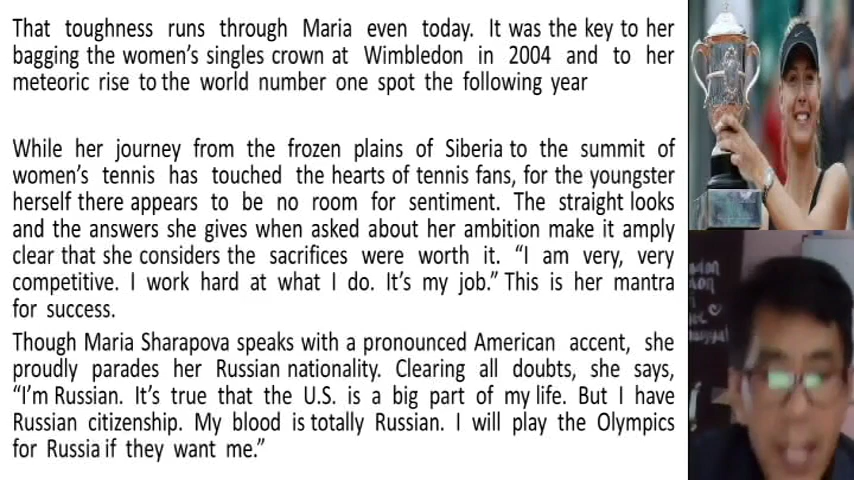 That toughness runs through Maria even today. It was the key to her
bagging the women's singles crown at Wimbledon in 2004 and to her
meteoric rise to the world number one spot the following year
While her journey from the frozen plains of Siberia to the summit of
women's tennis has touched the hearts of tennis fans, for the youngster
herself there appears to be no room for sentiment. The straight looks
and the answers she gives when asked about her ambition make it amply
clear that she considers the sacrifices were worth it. “I am very, very
competitive. I work hard at what I do. It's my job.” This is her mantra
for success.
Though Maria Sharapova speaks with a pronounced American accent, she
proudly parades her Russian nationality. Clearing all doubts, she says,
“I'm Russian. It's true that the U.S. is a big part of my life. But I have
Russian citizenship. My blood is totally Russian. I will play the Olympics
for Russia if they want me.”